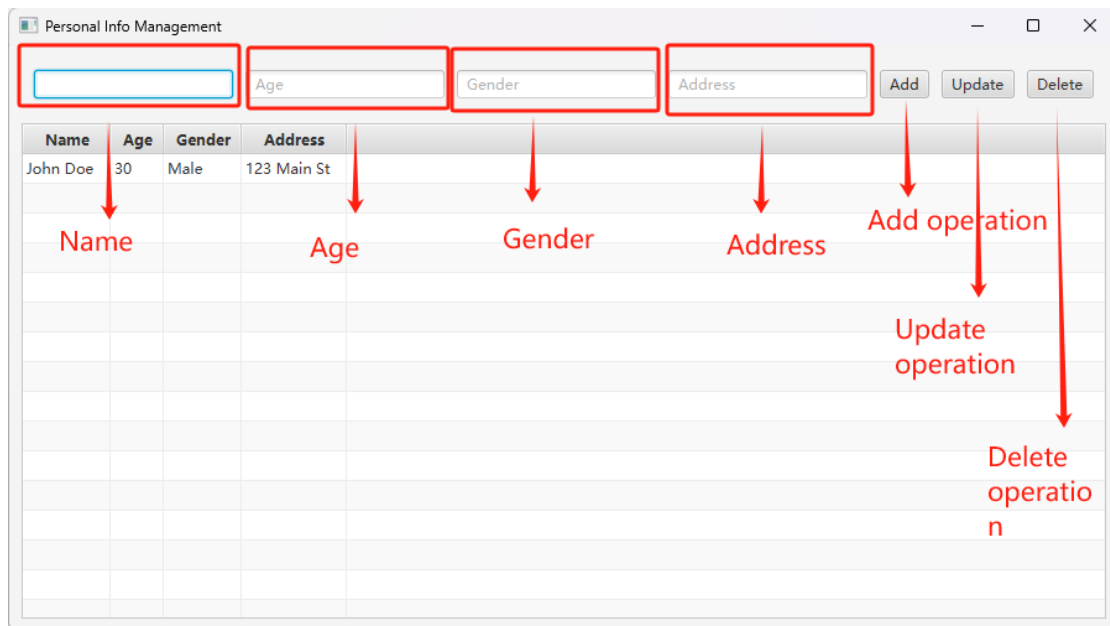 Personal Info Management
Age
Gender
Address
Add
Update
Delete
Name Age Gender Address
John Doe 30 Male 123 Main St
Name
Age
Gender
Address
Add operation
Update
operation
Delete
operatio
n